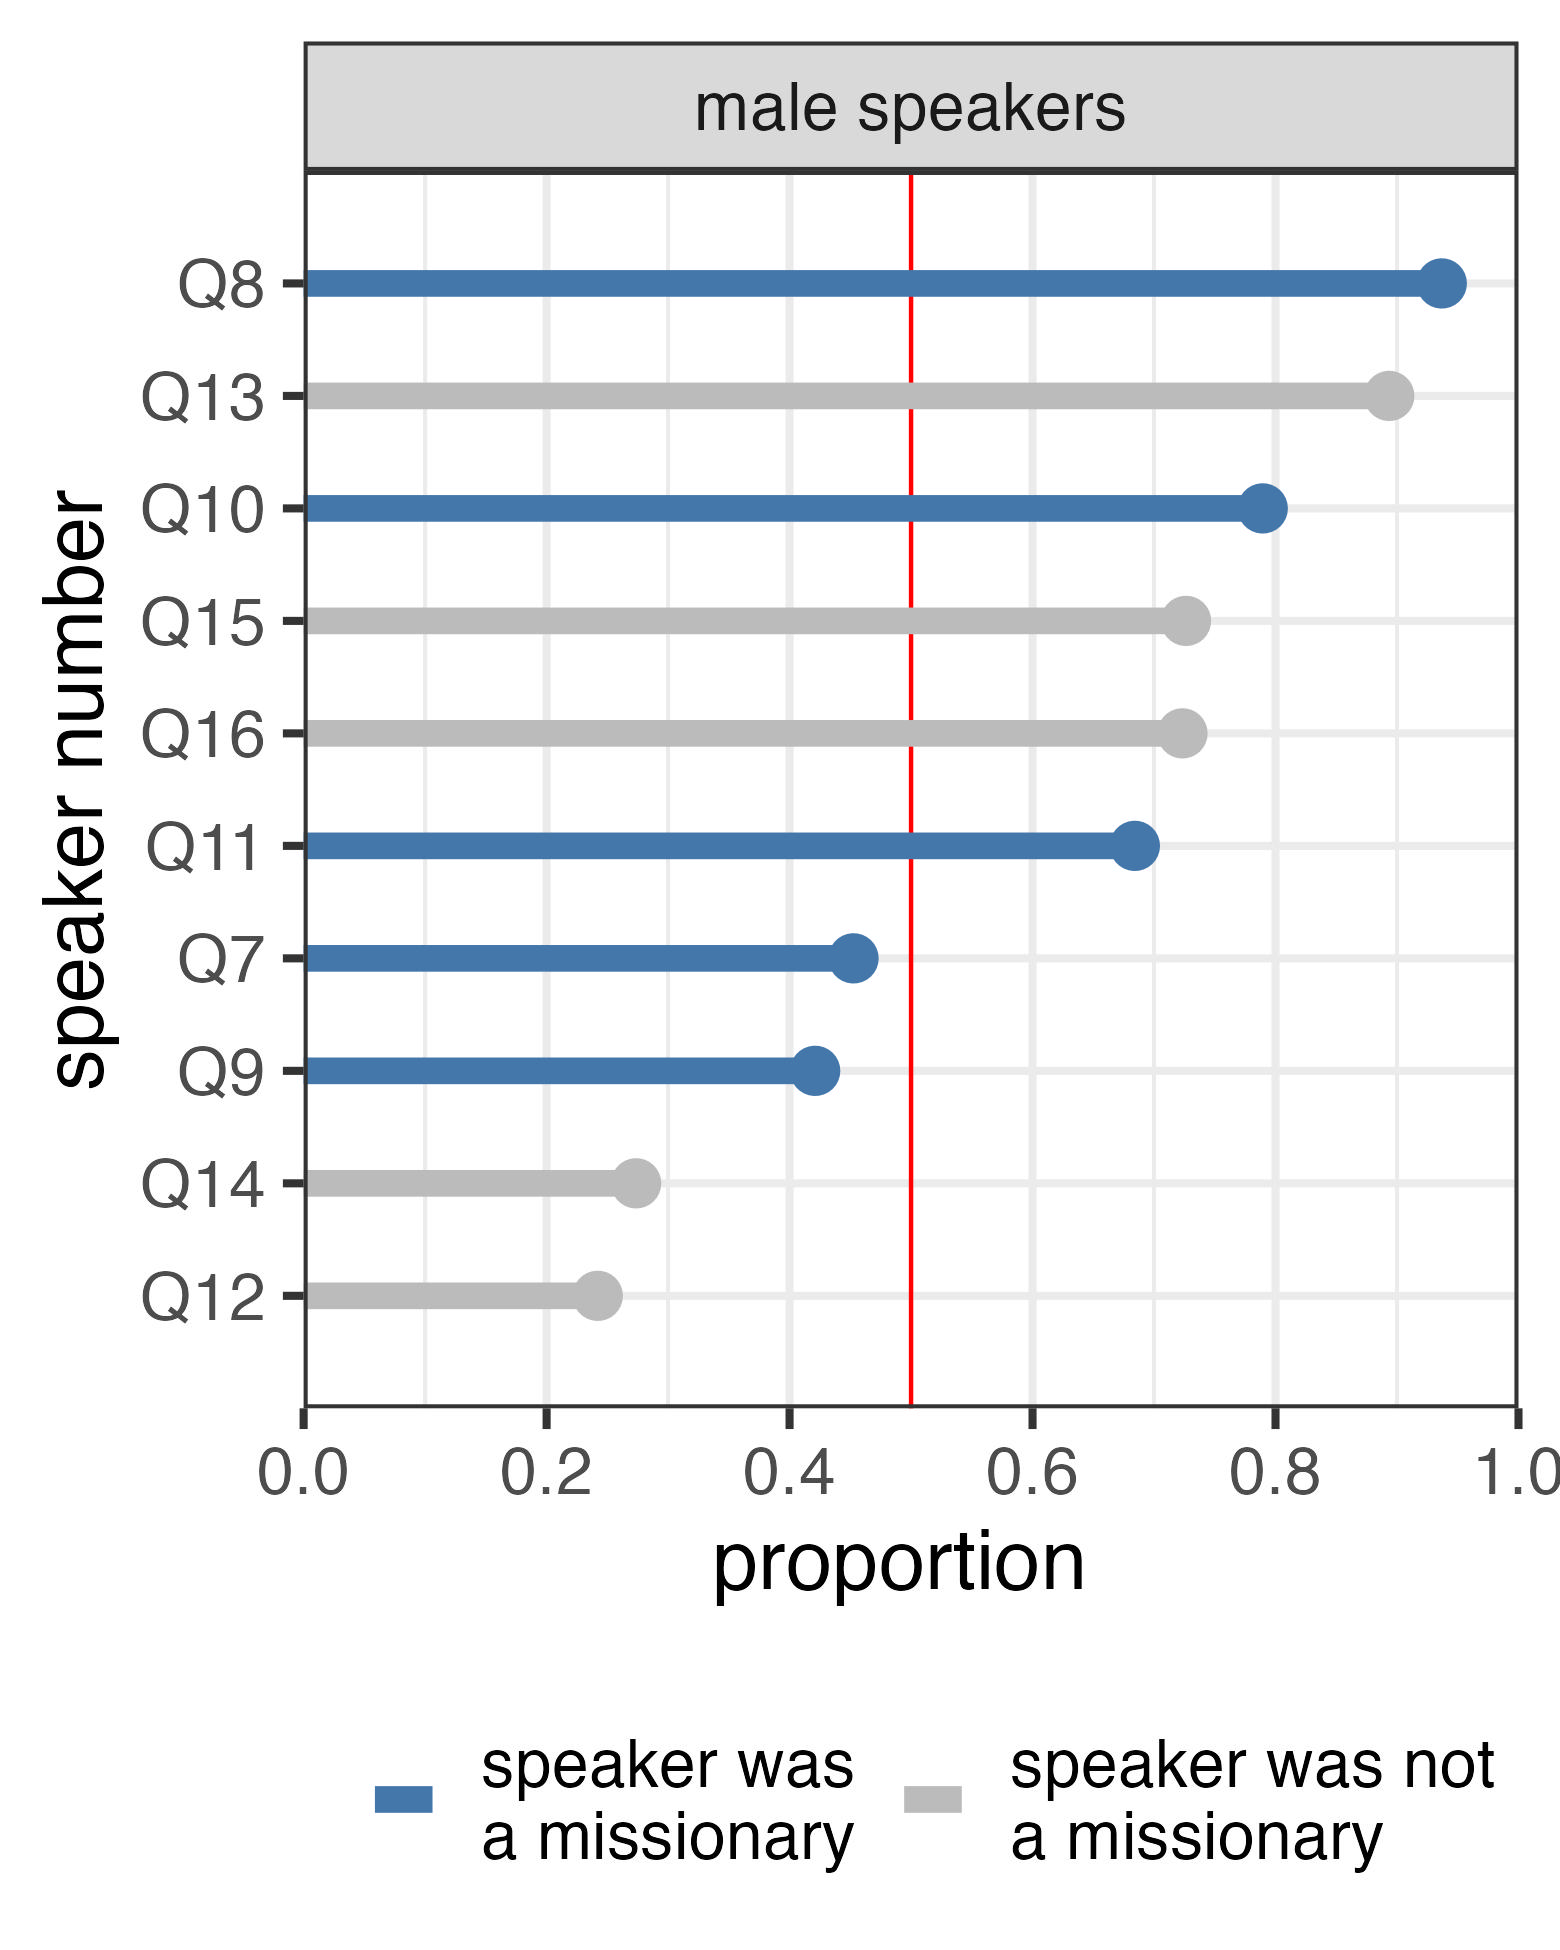 male speakers
speaker number
Q8
Q13
Q10
Q15
Q16
Q11
Q7
Q9
Q14
Q12
0.0 0.2 0.4 0.6 0.8 1.0
proportion
speaker was
a missionary
speaker was not
a missionary